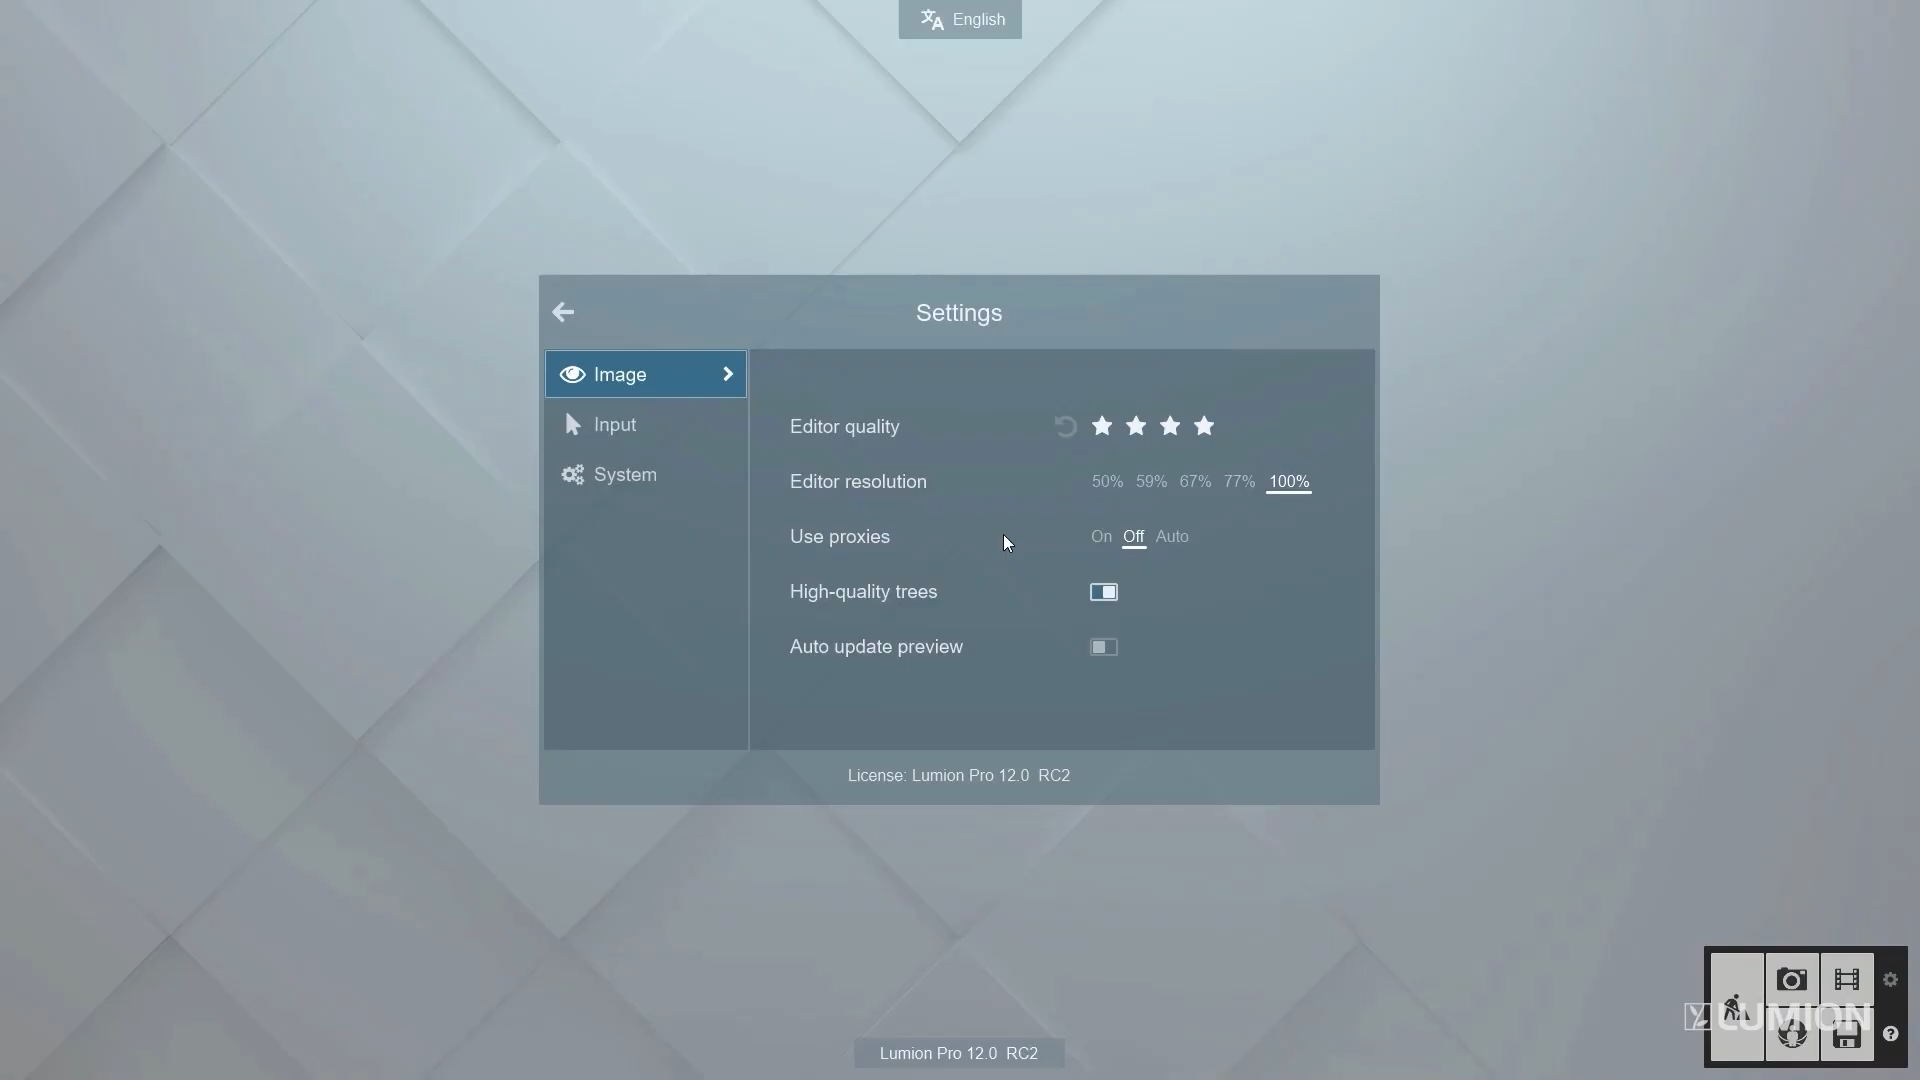 English
Settings
Image
Input
System
Editor quality
Editor resolution 50% 59% 67% 77% 100%
Use proxies On Off Auto
High-quality trees
Auto update preview
License: Lumion Pro 12.0 RC2
LUMION
?
Lumion Pro 12.0 RC2